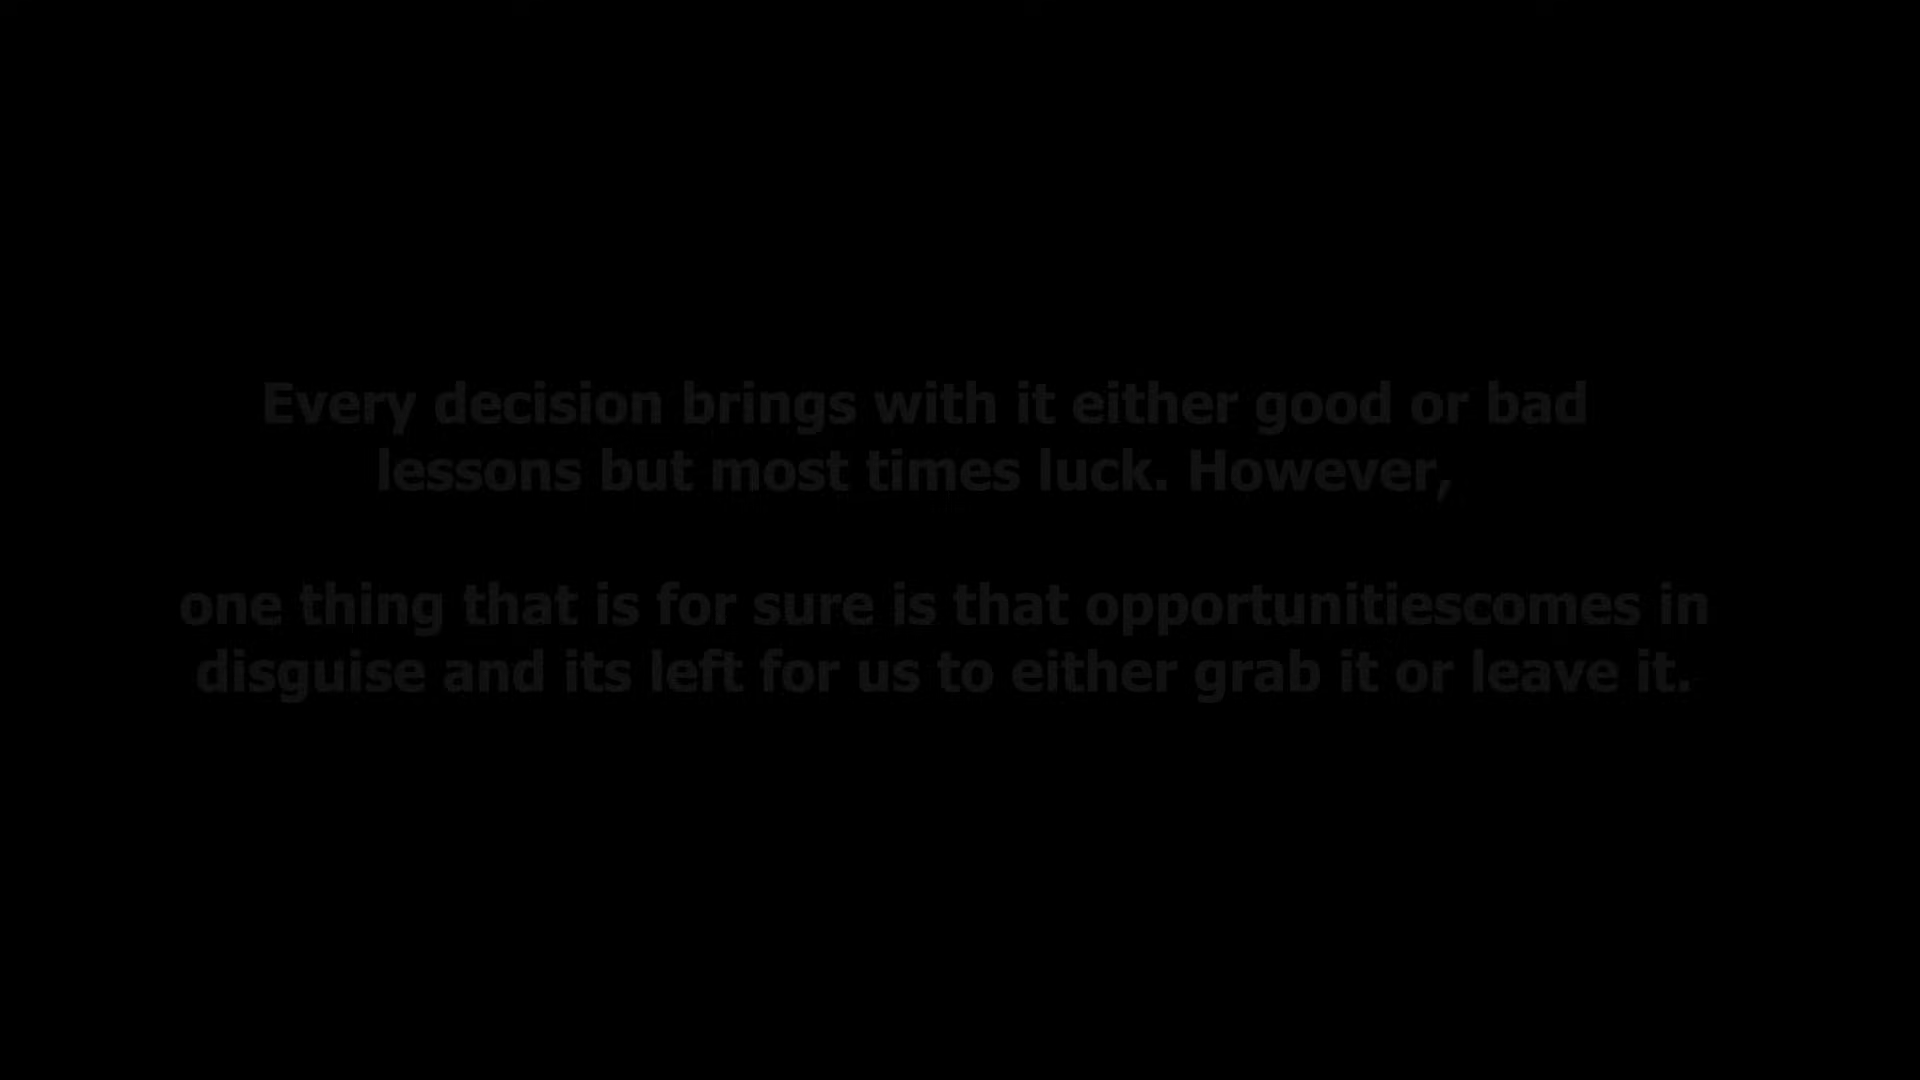 Every decision brings with it either good or bad
lessons but most times luck. However,
one thing that is for sure is that opportunitiescomes in
disguise and its left for us to either grab it or leave it.